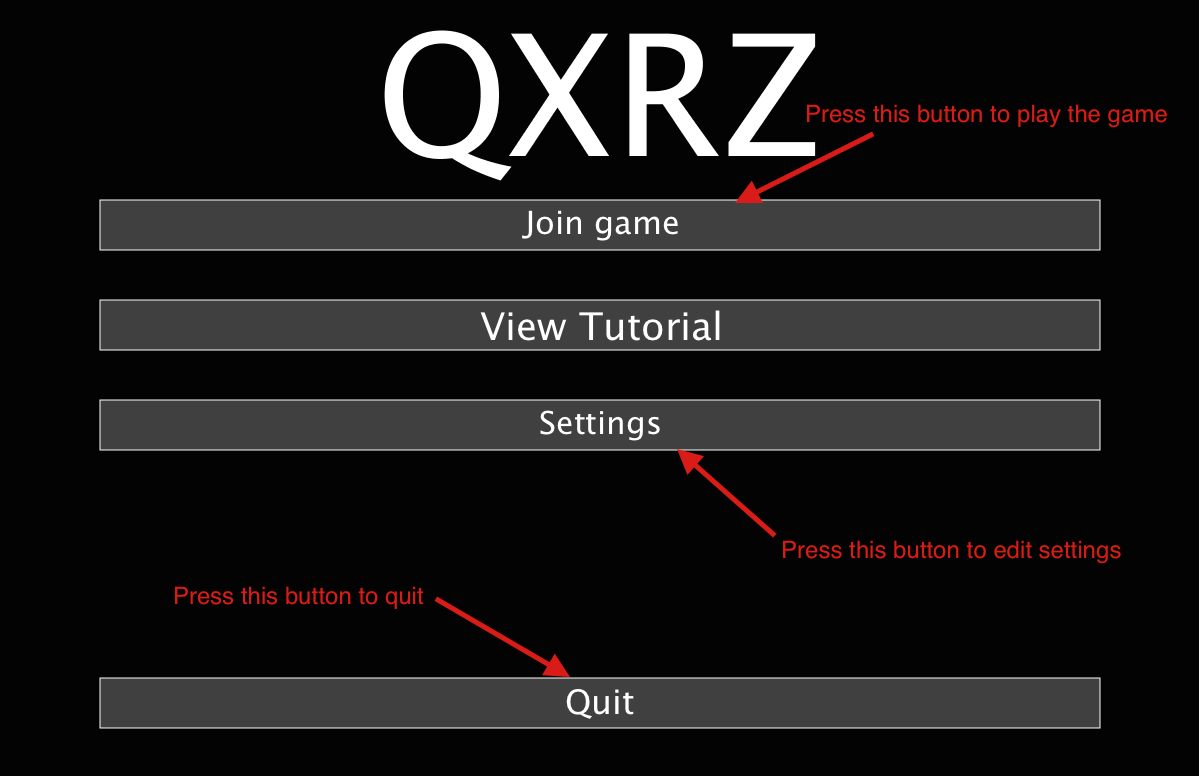 QXRZ
Press this button to play the game
Join game
View Tutorial
Settings
Press this button to edit settings
Press this button to quit
Quit